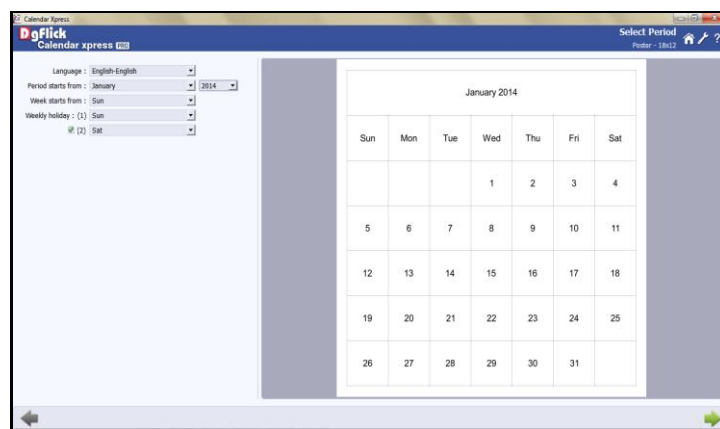 Calendar Xpress
DgFlick
Calendar xpress PRO
Select Period
Poster - 18x12
?
Language : English-English
Period starts from : January 2014
Week starts from : Sun
Weekly holiday : (1) Sun
(2) Sat
January 2014
Sun Mon Tue Wed Thu Fri Sat
1 2 3 4
5 6 7 8 9 10 11
12 13 14 15 16 17 18
19 20 21 22 23 24 25
26 27 28 29 30 31